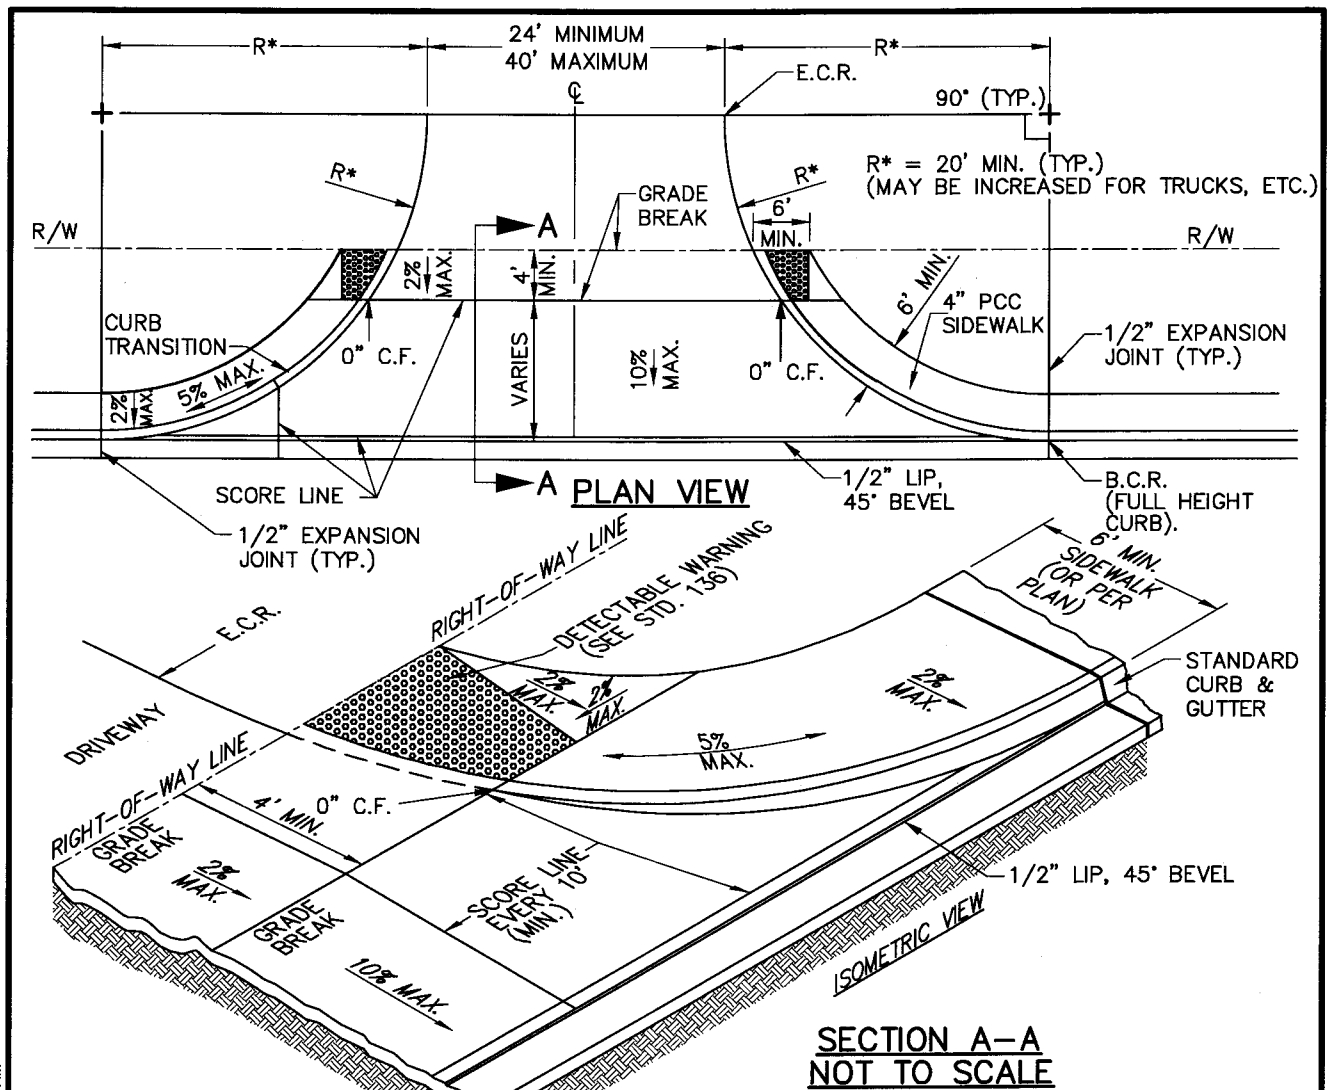 R*
24' MINIMUM
40' MAXIMUM
R*
E.C.R.
℄
90° (TYP.)
R*
R*
R* = 20' MIN. (TYP.)
(MAY BE INCREASED FOR TRUCKS, ETC.)
GRADE
BREAK
6'
MIN.
R/W
A
R/W
2%
MAX.
4'
MIN.
6' MIN.
4" PCC
SIDEWALK
CURB
TRANSITION
0" C.F.
VARIES
10%
MAX.
0" C.F.
1/2" EXPANSION
JOINT (TYP.)
5% MAX.
2%
MAX.
SCORE LINE
A
PLAN VIEW
1/2" LIP,
45° BEVEL
B.C.R.
(FULL HEIGHT
CURB).
1/2" EXPANSION
JOINT (TYP.)
RIGHT-OF-WAY LINE
DETECTABLE WARNING
(SEE STD. 136)
6' MIN.
SIDEWALK
(OR PER
PLAN)
E.C.R.
STANDARD
CURB &
GUTTER
2%
MAX.
2%
MAX.
2%
MAX.
DRIVEWAY
5%
MAX.
RIGHT-OF-WAY LINE
4' MIN.
0" C.F.
GRADE
BREAK
2%
MAX.
SCORE LINE
EVERY 10'
(MIN.)
1/2" LIP, 45° BEVEL
GRADE
BREAK
10% MAX.
ISOMETRIC VIEW
SECTION A-A
NOT TO SCALE